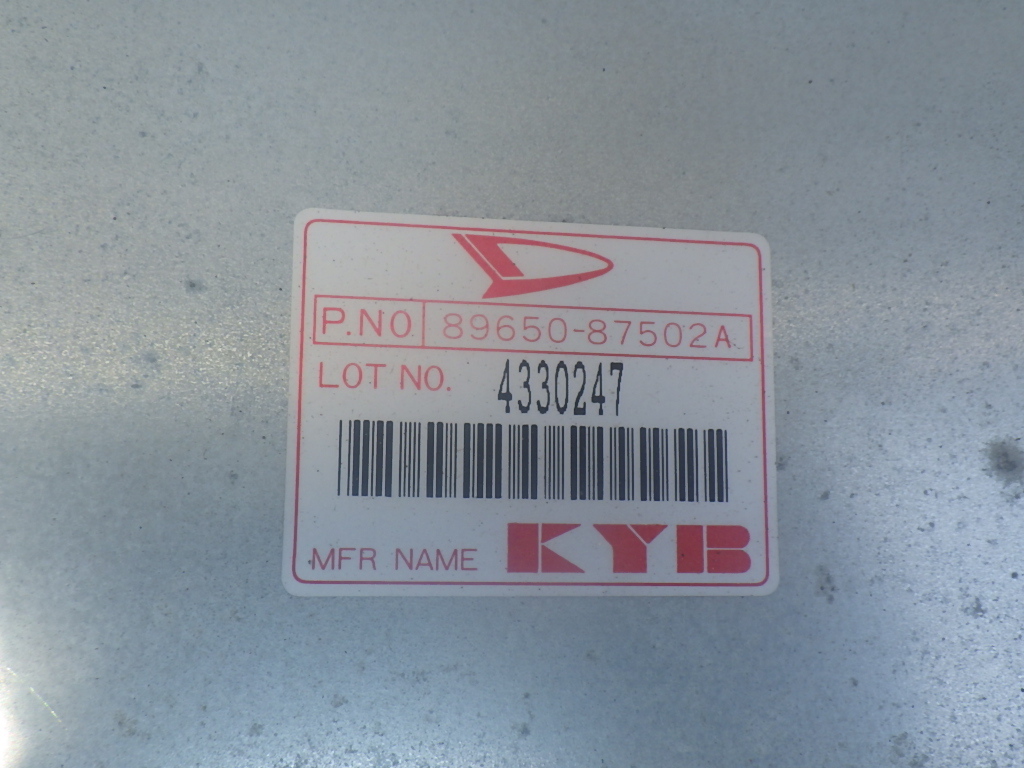 P.NO 89650-87502A
LOT NO. 4330247
MFR NAME KYB